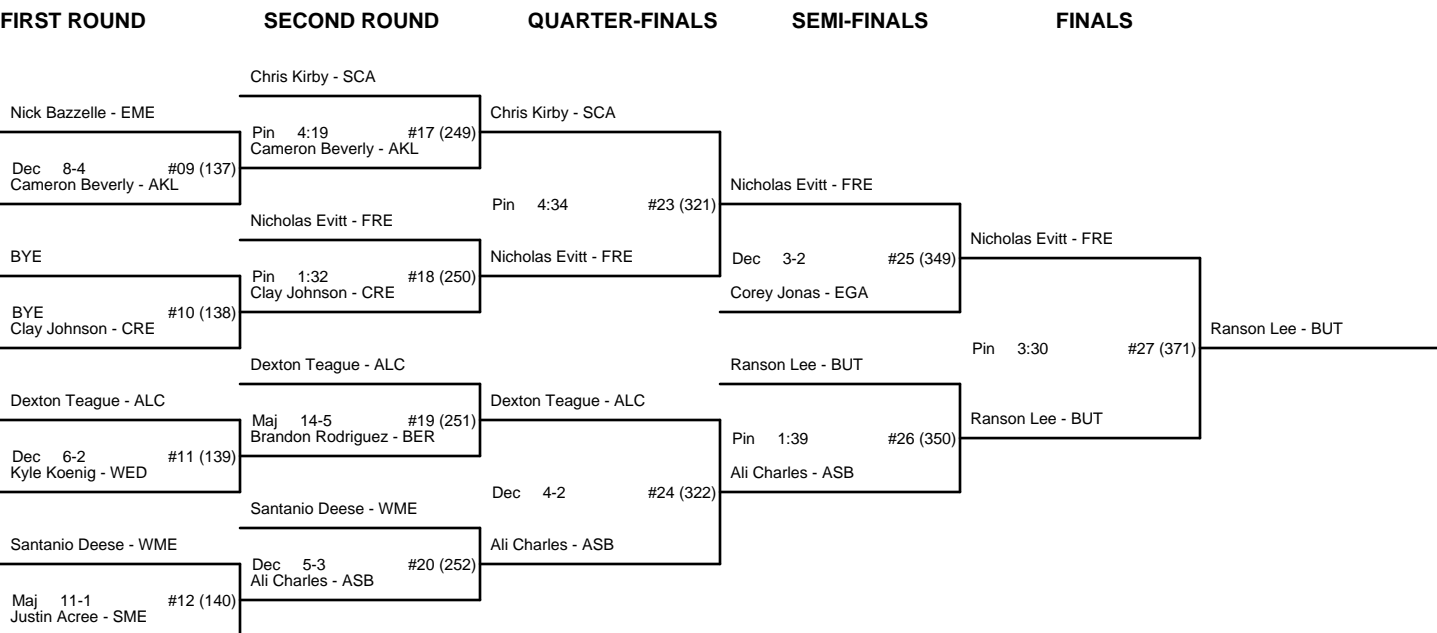 FIRST ROUND SECOND ROUND QUARTER-FINALS SEMI-FINALS FINALS
Chris Kirby - SCA
Nick Bazzelle - EME
Chris Kirby - SCA
Pin 4:19 #17 (249)
Cameron Beverly - AKL
Dec 8-4 #09 (137)
Cameron Beverly - AKL
Nicholas Evitt - FRE
Pin 4:34 #23 (321)
Nicholas Evitt - FRE
Nicholas Evitt - FRE
BYE
Nicholas Evitt - FRE
Dec 3-2 #25 (349)
Pin 1:32 #18 (250)
Clay Johnson - CRE
Corey Jonas - EGA
BYE #10 (138)
Clay Johnson - CRE
Ranson Lee - BUT
Pin 3:30 #27 (371)
Dexton Teague - ALC
Ranson Lee - BUT
Dexton Teague - ALC
Dexton Teague - ALC
Maj 14-5 #19 (251)
Brandon Rodriguez - BER
Ranson Lee - BUT
Pin 1:39 #26 (350)
Dec 6-2 #11 (139)
Kyle Koenig - WED
Ali Charles - ASB
Dec 4-2 #24 (322)
Santanio Deese - WME
Santanio Deese - WME
Ali Charles - ASB
Dec 5-3 #20 (252)
Ali Charles - ASB
Maj 11-1 #12 (140)
Justin Acree - SME